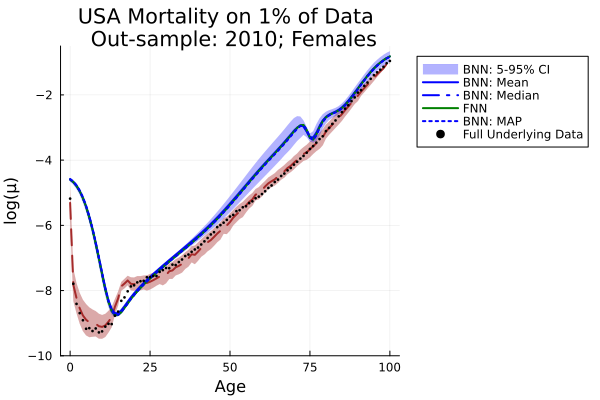 USA Mortality on 1% of Data
Out-sample: 2010; Females
BNN: 5-95% CI
BNN: Mean
BNN: Median
FNN
BNN: MAP
Full Underlying Data
log(μ)
−2
−4
−6
−8
−10
0
25
50
75
100
Age